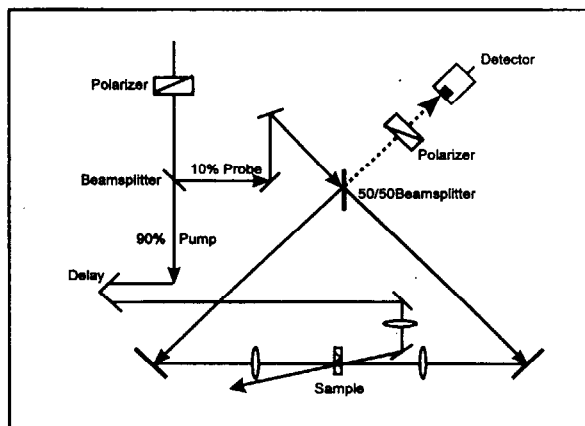 Detector
Polarizer
Polarizer
10% Probe
Beamsplitter
50/50Beamsplitter
90% Pump
Delay
Sample